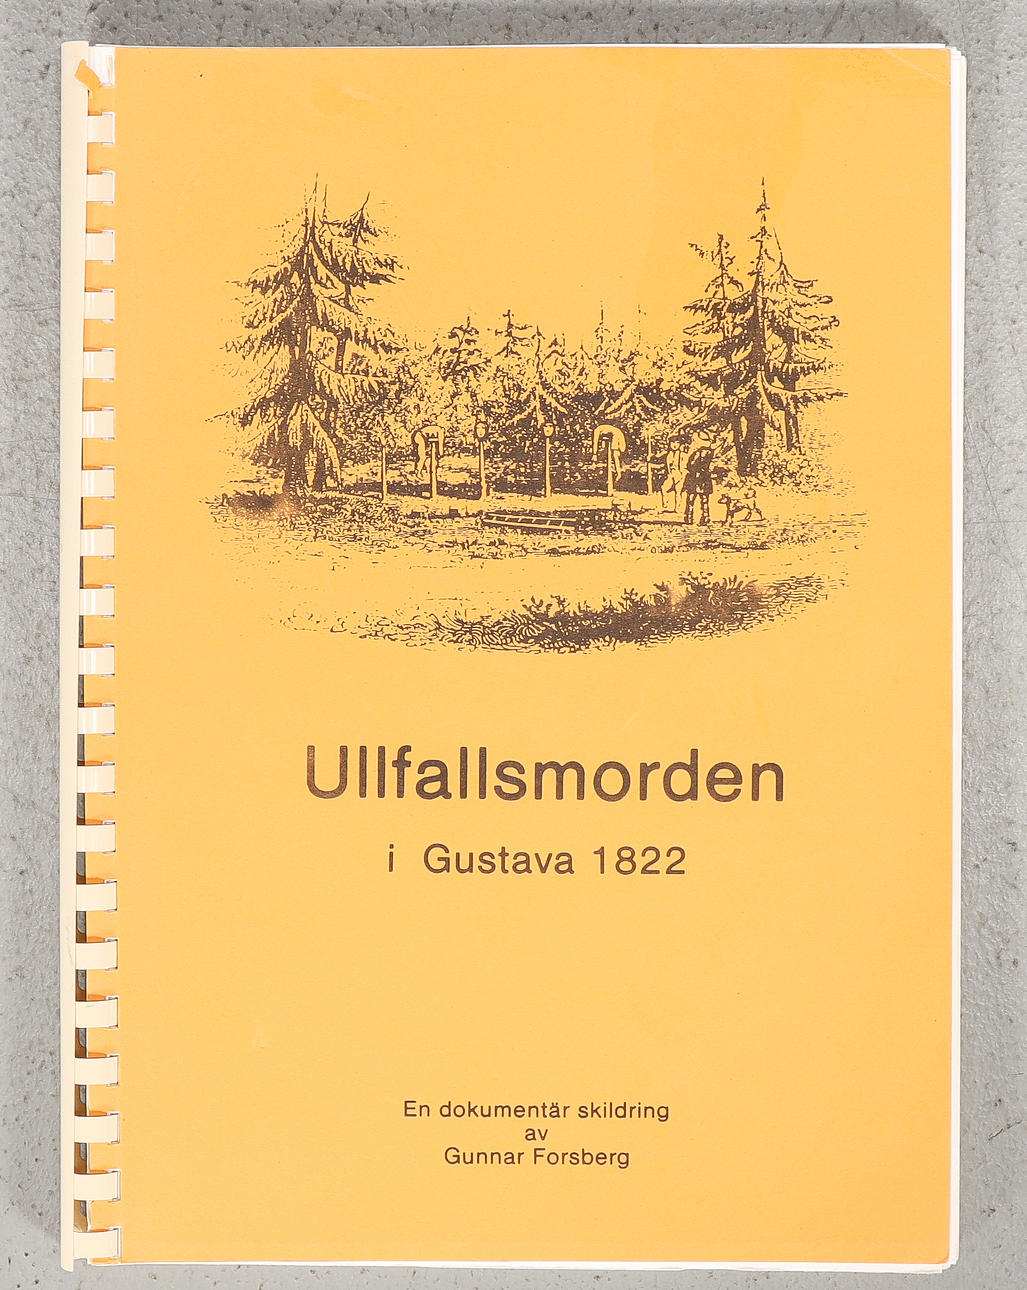 Ullfallsmorden
i Gustava 1822
En dokumentär skildring
av
Gunnar Forsberg